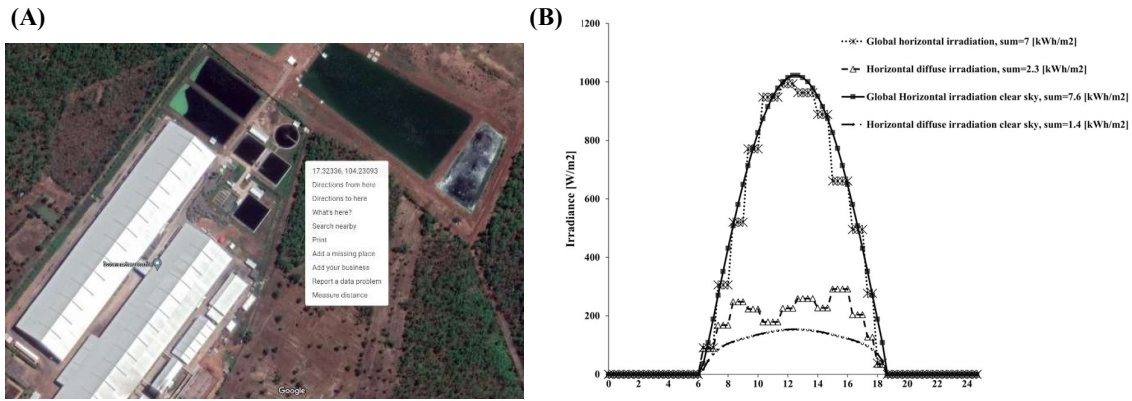 (A)
17.32336, 104.23093
Directions from here
Directions to here
What's here?
Search nearby
Print
Add a missing place
Add your business
Report a data problem
Measure distance
Google
(B)
1200
1000
800
600
400
200
0
Irradiance [W/m2]
0 2 4 6 8 10 12 14 16 18 20 22 24
Global horizontal irradiation, sum=7 [kWh/m2]
Horizontal diffuse irradiation, sum=2.3 [kWh/m2]
Global Horizontal irradiation clear sky, sum=7.6 [kWh/m2]
Horizontal diffuse irradiation clear sky, sum=1.4 [kWh/m2]